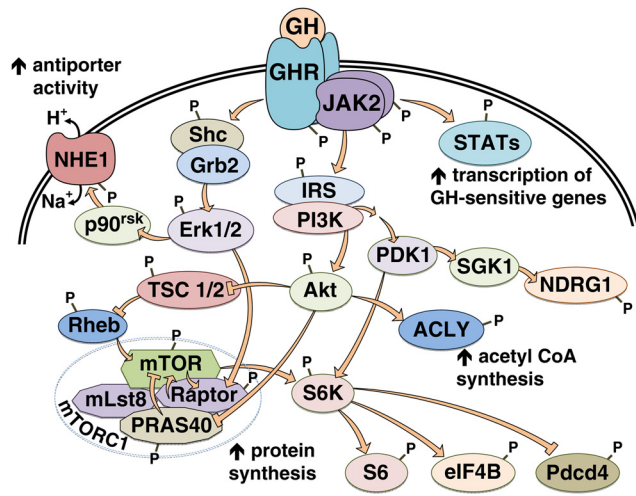 GH
GHR
JAK2
P
P
P
↑ antiporter
activity
H⁺
NHE1
P
Na⁺
P
Shc
Grb2
P
STATs
↑ transcription of
GH-sensitive genes
P
IRS
PI3K
p90rsk
P
P
Erk1/2
PDK1
P
SGK1
NDRG1
P
P
TSC 1/2
P
Akt
P
Rheb
ACLY
P
↑ acetyl CoA
synthesis
P
mTOR
mLst8
Raptor
P
PRAS40
P
mTORC1
↑ protein
synthesis
P
S6K
S6
P
eIF4B
P
Pdcd4
P